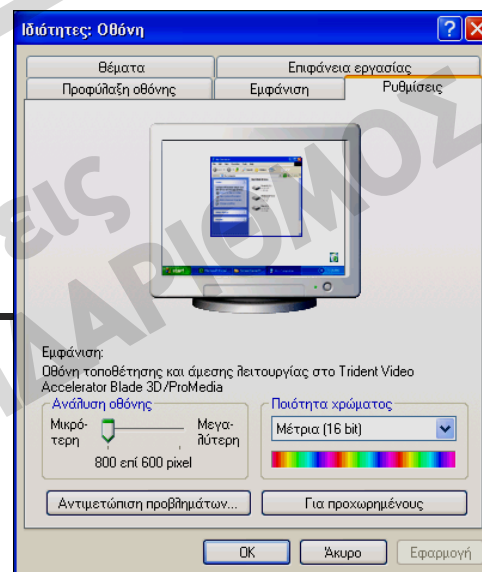 Ιδιότητες: Οθόνη
Θέματα
Επιφάνεια εργασίας
Προφύλαξη οθόνης
Εμφάνιση
Ρυθμίσεις
start
Εμφάνιση:
Οθόνη τοποθέτησης και άμεσης λειτουργίας στο Trident Video
Accelerator Blade 3D/ProMedia
Ανάλυση οθόνης
Μικρό-
τερη
Μεγα-
λύτερη
800 επί 600 pixel
Ποιότητα χρώματος
Μέτρια (16 bit)
Αντιμετώπιση προβλημάτων...
Για προχωρημένους
OK
Άκυρο
Εφαρμογή